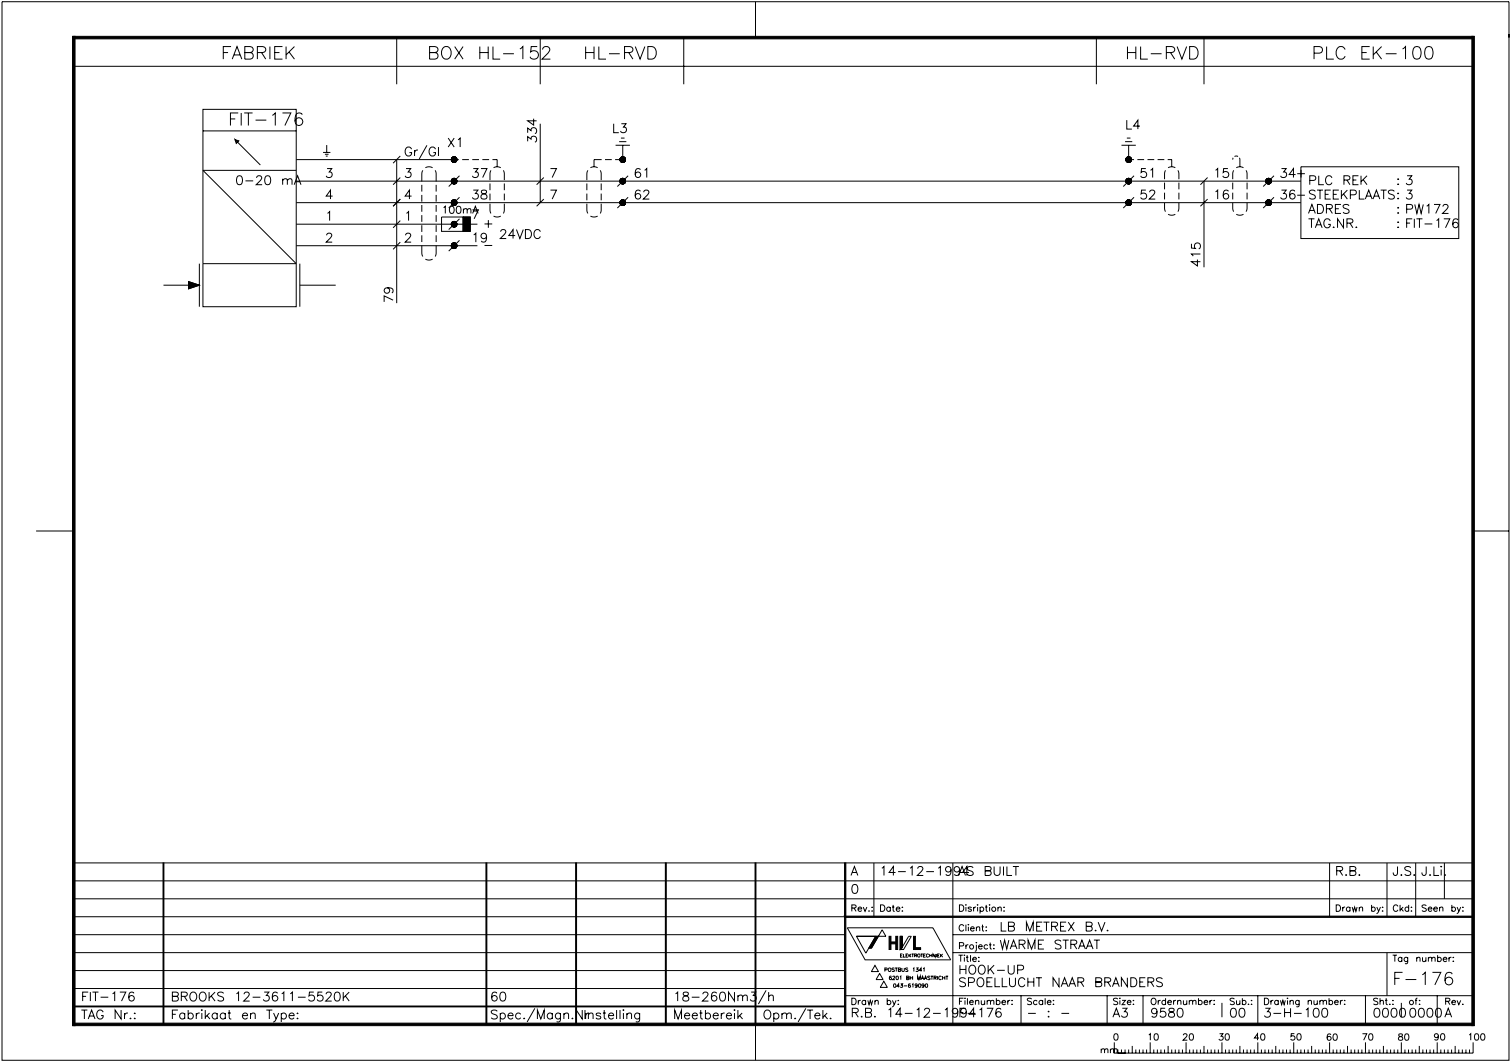 FABRIEK BOX HL-152 HL-RVD HL-RVD PLC EK-100
FIT-176
0-20 mA
3
4
1
2
Gr/Gl X1
3 37
4 38
100mA
1 7 +
24VDC
2 19 -
79
334
7
7
L3
61
62
L4
51
52
15 34+
16 36-
415
PLC REK : 3
STEEKPLAATS: 3
ADRES : PW172
TAG.NR. : FIT-176
A 14-12-1994 AS BUILT R.B. J.S. J.Li.
0
Rev.: Date: Disription: Drawn by: Ckd: Seen by:
HVL
ELEKTROTECHNIEK
POSTBUS 1341
6201 BH MAASTRICHT
043-619090
Client: LB METREX B.V.
Project: WARME STRAAT
Title:
HOOK-UP
SPOELLUCHT NAAR BRANDERS
Tag number:
F-176
Drawn by: Filenumber: Scale: Size: Ordernumber: Sub.: Drawing number: Sht.: of: Rev.
R.B. 14-12-1994 F-176 - : - A3 9580 00 3-H-100 0000 0000 A
FIT-176 BROOKS 12-3611-5520K 60 18-260Nm3/h
TAG Nr.: Fabrikaat en Type: Spec./Magn.Nr. Instelling Meetbereik Opm./Tek.
0 10 20 30 40 50 60 70 80 90 100
mm